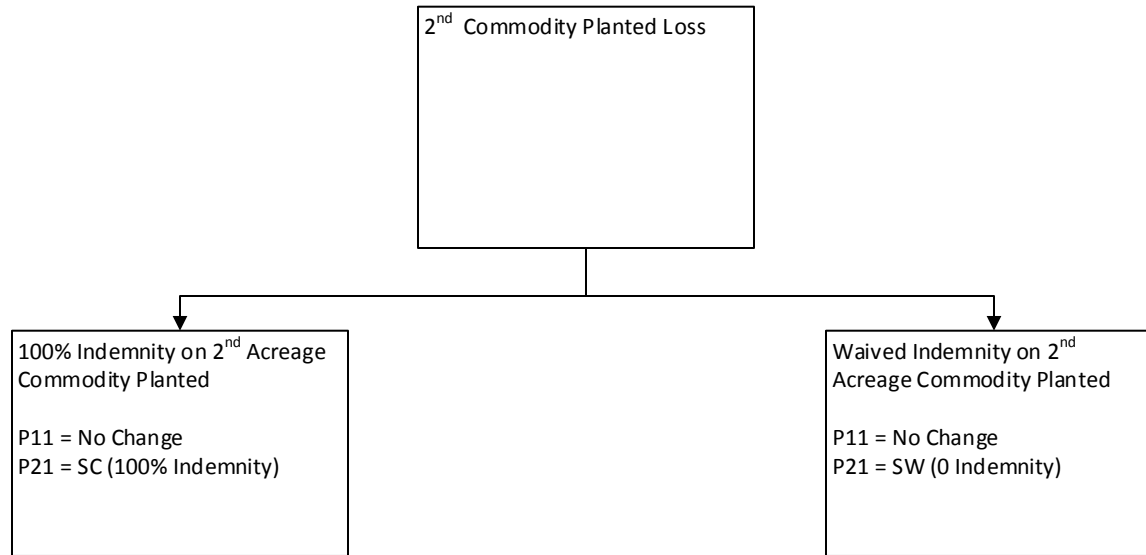 2nd Commodity Planted Loss
100% Indemnity on 2nd Acreage
Commodity Planted
P11 = No Change
P21 = SC (100% Indemnity)
Waived Indemnity on 2nd
Acreage Commodity Planted
P11 = No Change
P21 = SW (0 Indemnity)